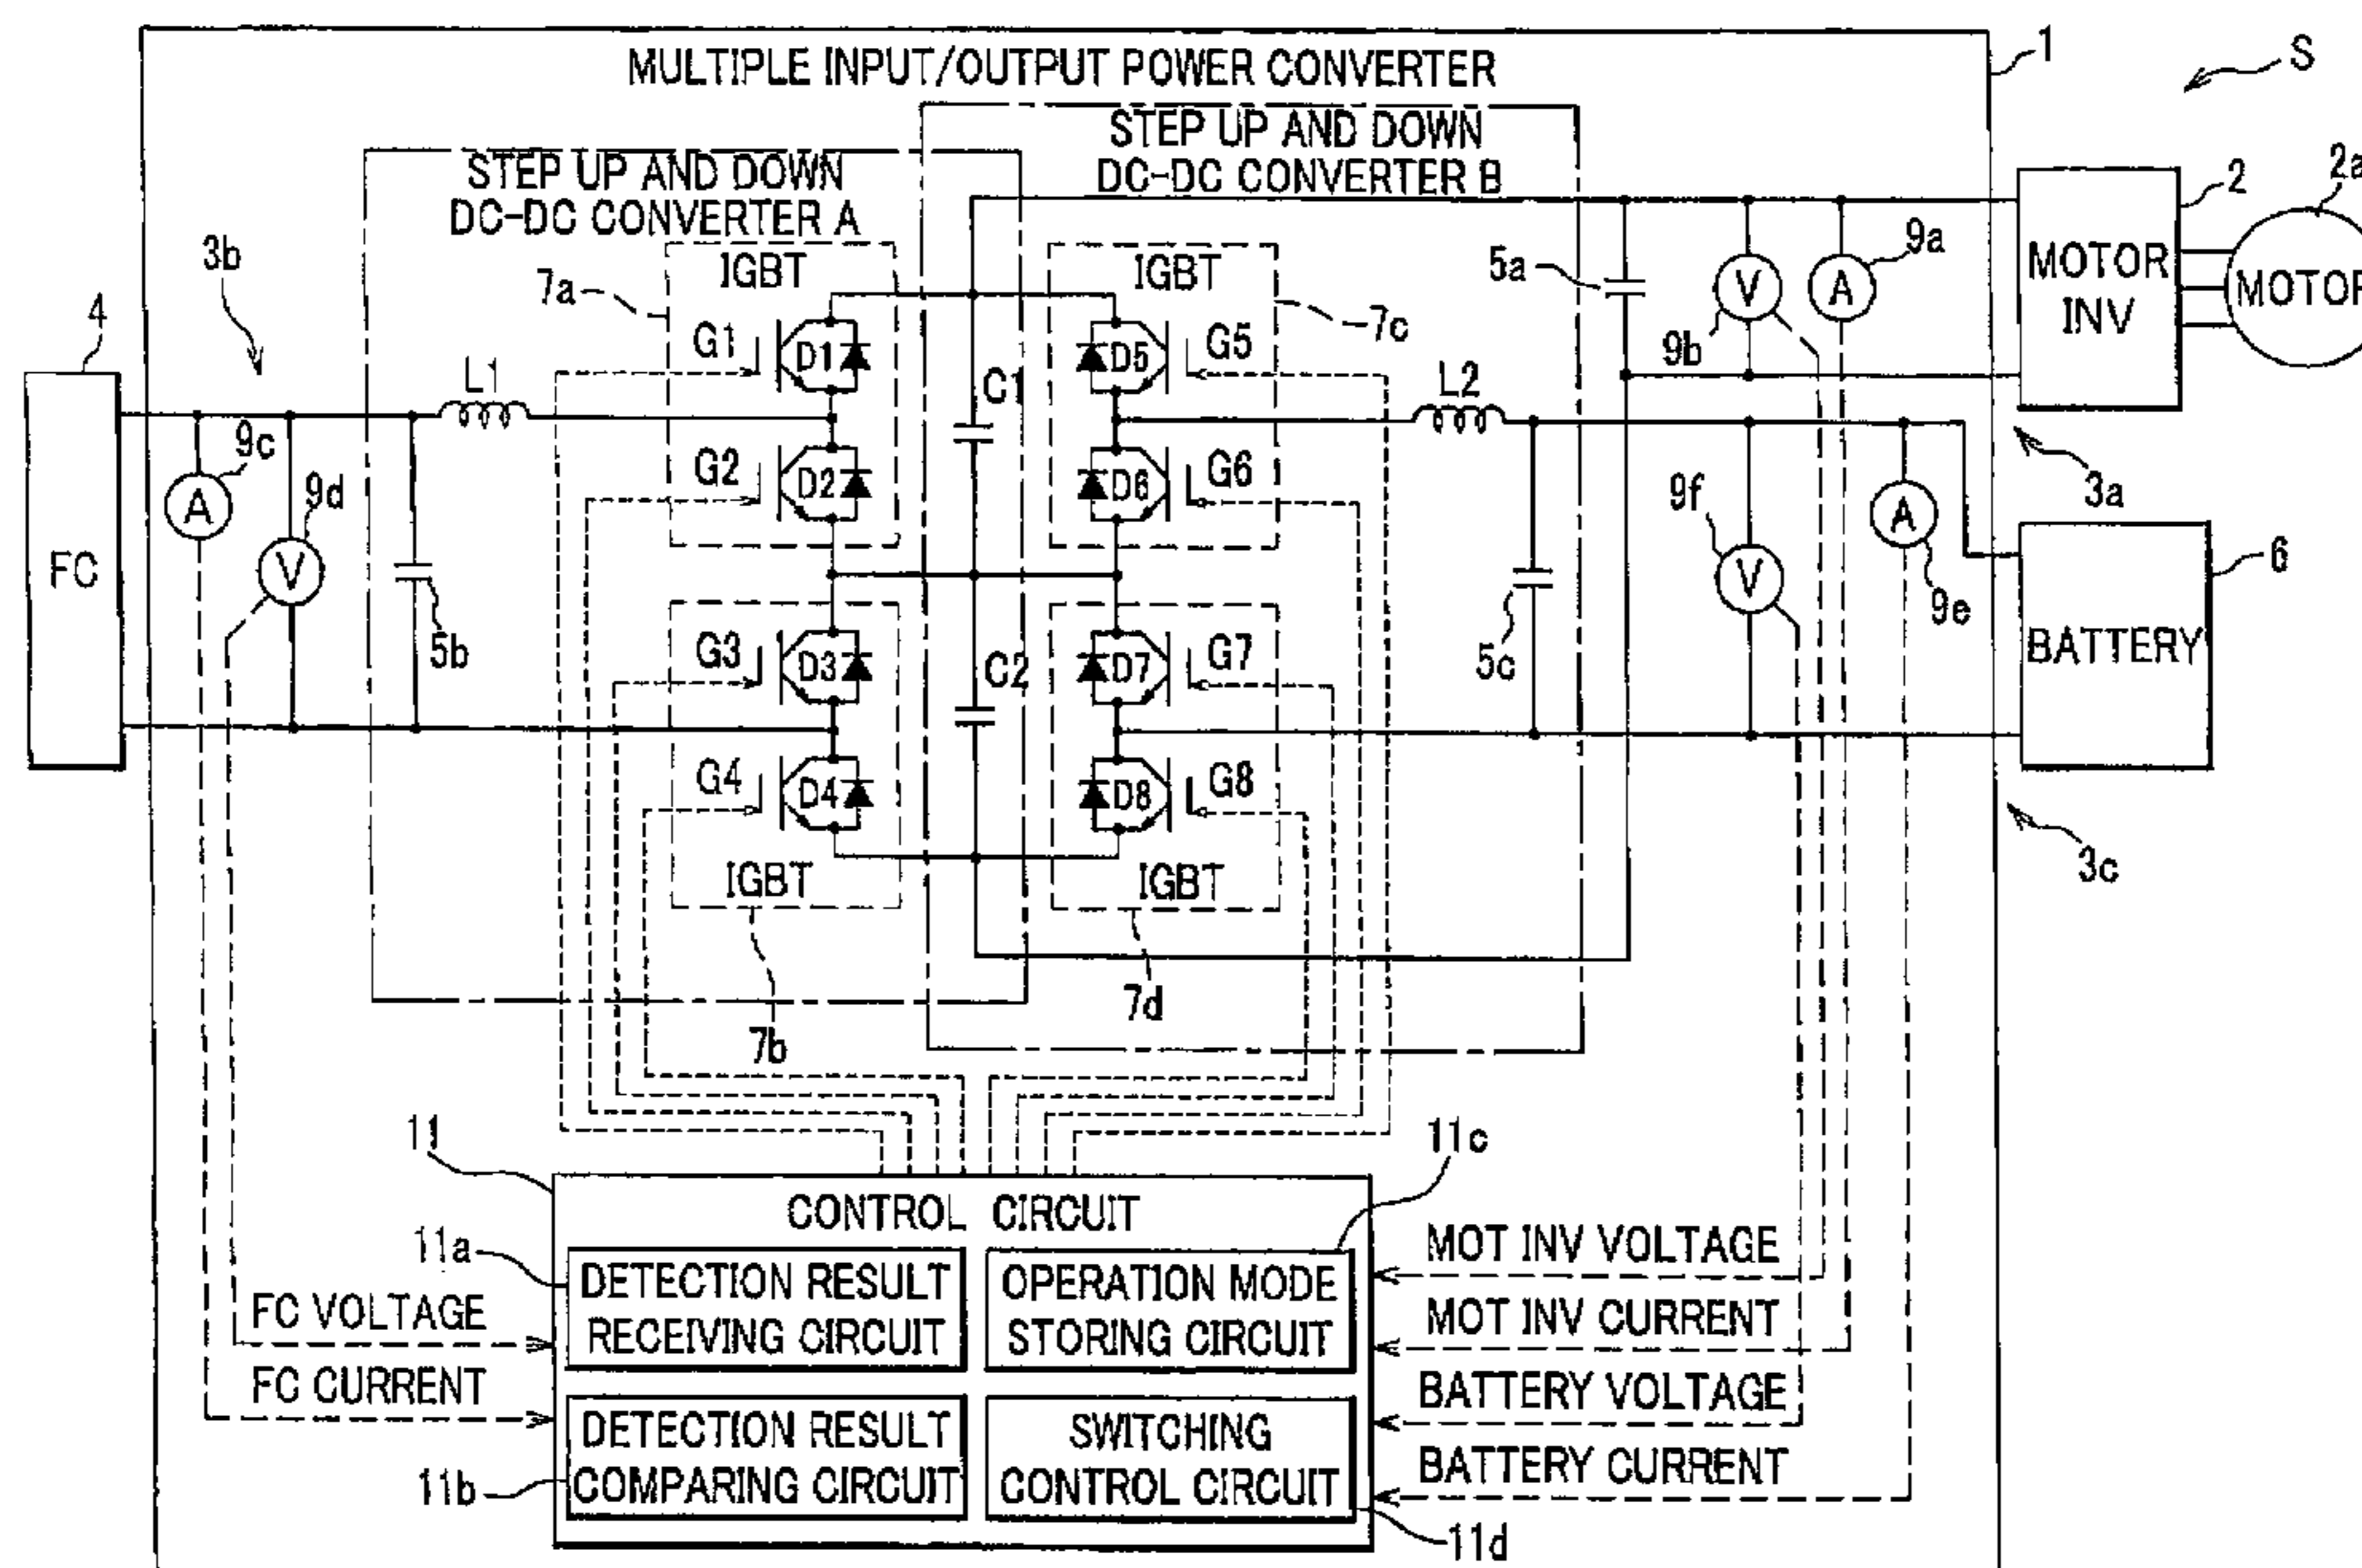 MULTIPLE INPUT/OUTPUT POWER CONVERTER
1
S
STEP UP AND DOWN
DC-DC CONVERTER A
STEP UP AND DOWN
DC-DC CONVERTER B
3b
4
FC
9c
A
9d
V
5b
L1
7a
IGBT
G1
D1
G2
D2
G3
D3
G4
D4
IGBT
7b
C1
C2
IGBT
7c
D5
G5
D6
G6
D7
G7
D8
G8
IGBT
7d
L2
5a
5c
V
9b
A
9a
9f
V
A
9e
2
MOTOR
INV
2a
MOTOR
3a
6
BATTERY
3c
11
CONTROL CIRCUIT
11a
DETECTION RESULT
RECEIVING CIRCUIT
11c
OPERATION MODE
STORING CIRCUIT
11b
DETECTION RESULT
COMPARING CIRCUIT
SWITCHING
CONTROL CIRCUIT
11d
FC VOLTAGE
FC CURRENT
MOT INV VOLTAGE
MOT INV CURRENT
BATTERY VOLTAGE
BATTERY CURRENT